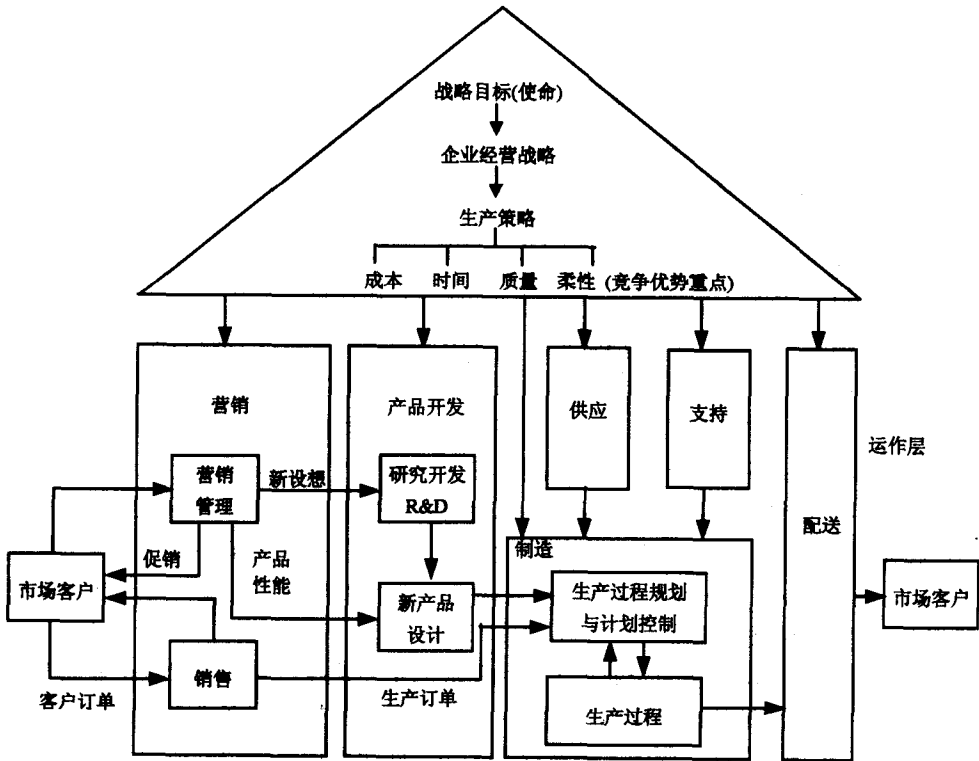 战略目标(使命)
企业经营战略
生产策略
成本 时间 质量 柔性 (竞争优势重点)
营销
产品开发
供应
支持
运作层
营销
管理
新设想
研究开发
R&D
配送
制造
促销
产品
性能
市场客户
新产品
设计
生产过程规划
与计划控制
市场客户
销售
客户订单
生产订单
生产过程